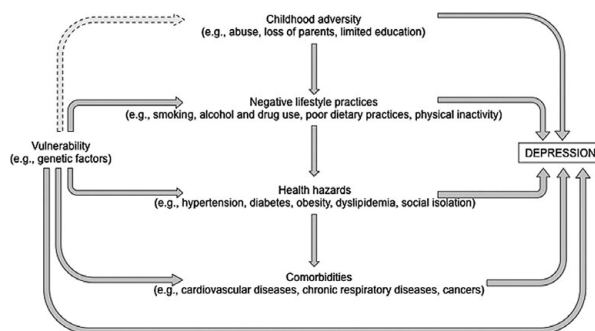 Childhood adversity
(e.g., abuse, loss of parents, limited education)
Negative lifestyle practices
(e.g., smoking, alcohol and drug use, poor dietary practices, physical inactivity)
Vulnerability
(e.g., genetic factors)
DEPRESSION
Health hazards
(e.g., hypertension, diabetes, obesity, dyslipidemia, social isolation)
Comorbidities
(e.g., cardiovascular diseases, chronic respiratory diseases, cancers)